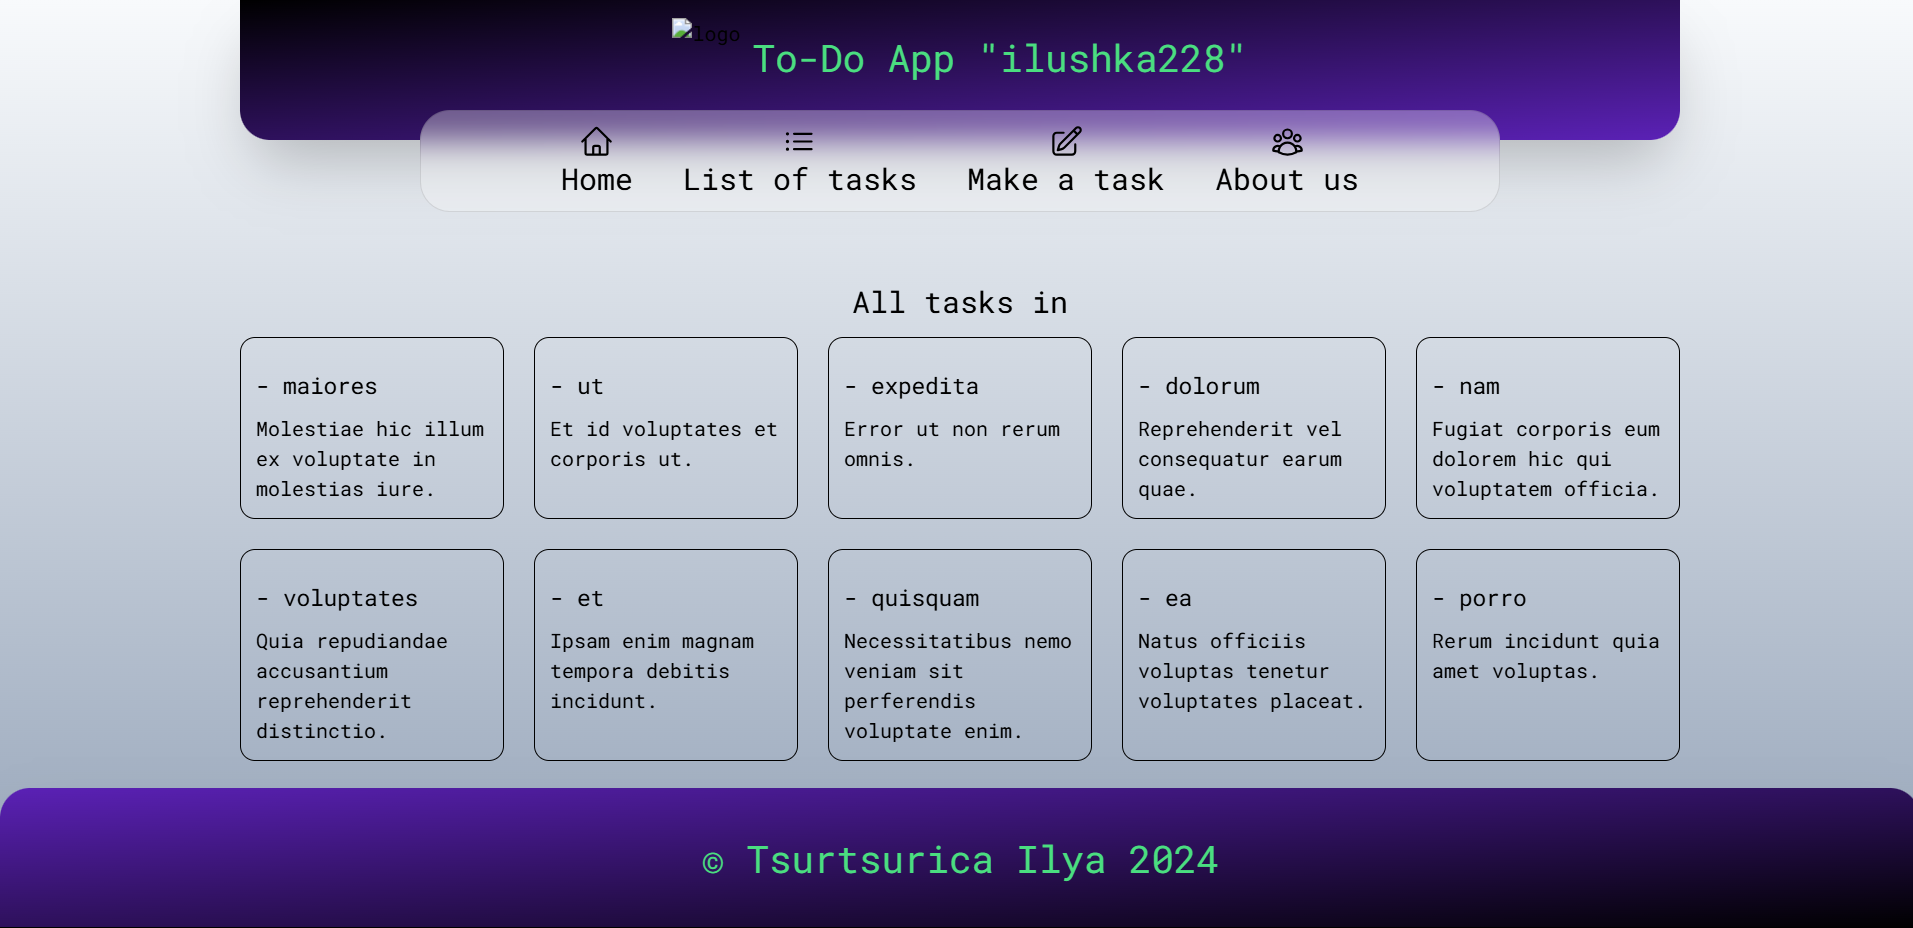 logo
To-Do App "ilushka228"
Home
List of tasks
Make a task
About us
All tasks in
- maiores
Molestiae hic illum
ex voluptate in
molestias iure.
- ut
Et id voluptates et
corporis ut.
- expedita
Error ut non rerum
omnis.
- dolorum
Reprehenderit vel
consequatur earum
quae.
- nam
Fugiat corporis eum
dolorem hic qui
voluptatem officia.
- voluptates
Quia repudiandae
accusantium
reprehenderit
distinctio.
- et
Ipsam enim magnam
tempora debitis
incidunt.
- quisquam
Necessitatibus nemo
veniam sit
perferendis
voluptate enim.
- ea
Natus officiis
voluptas tenetur
voluptates placeat.
- porro
Rerum incidunt quia
amet voluptas.
© Tsurtsurica Ilya 2024